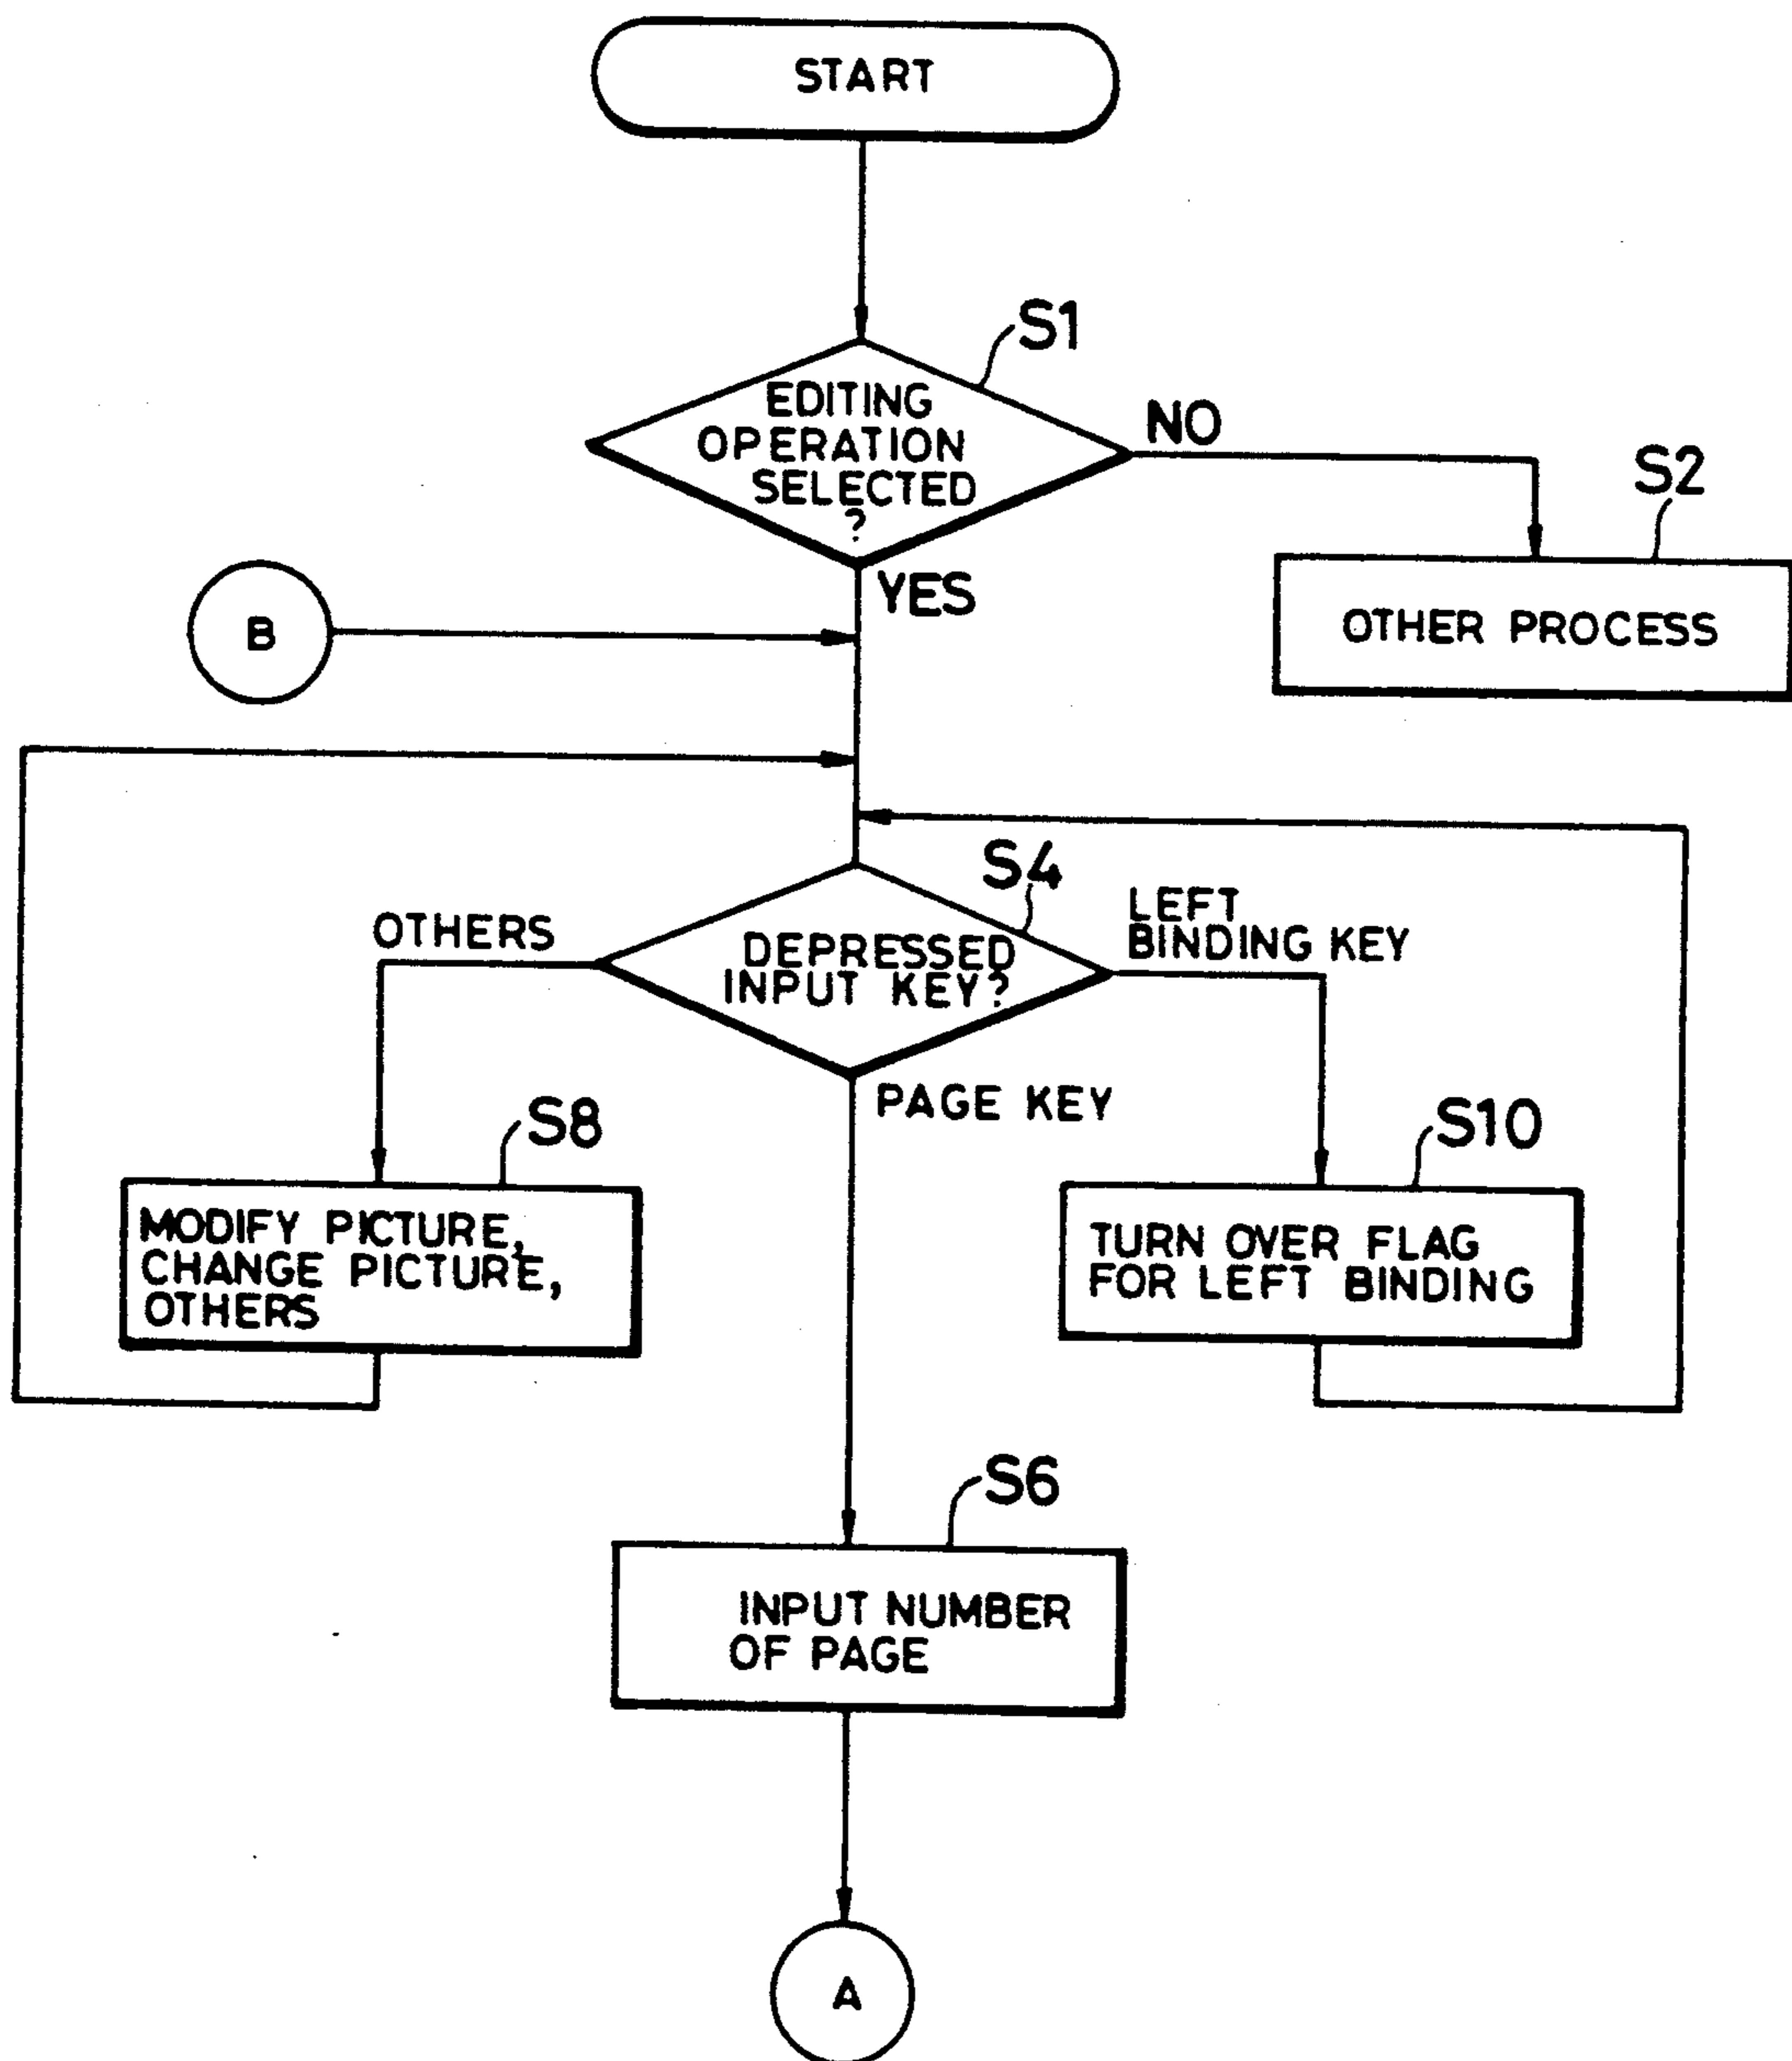 START
S1
EDITING
OPERATION
SELECTED
?
NO
S2
YES
OTHER PROCESS
B
S4
OTHERS
LEFT
BINDING KEY
DEPRESSED
INPUT KEY?
PAGE KEY
S8
S10
MODIFY PICTURE,
CHANGE PICTURE,
OTHERS
TURN OVER FLAG
FOR LEFT BINDING
S6
INPUT NUMBER
OF PAGE
A